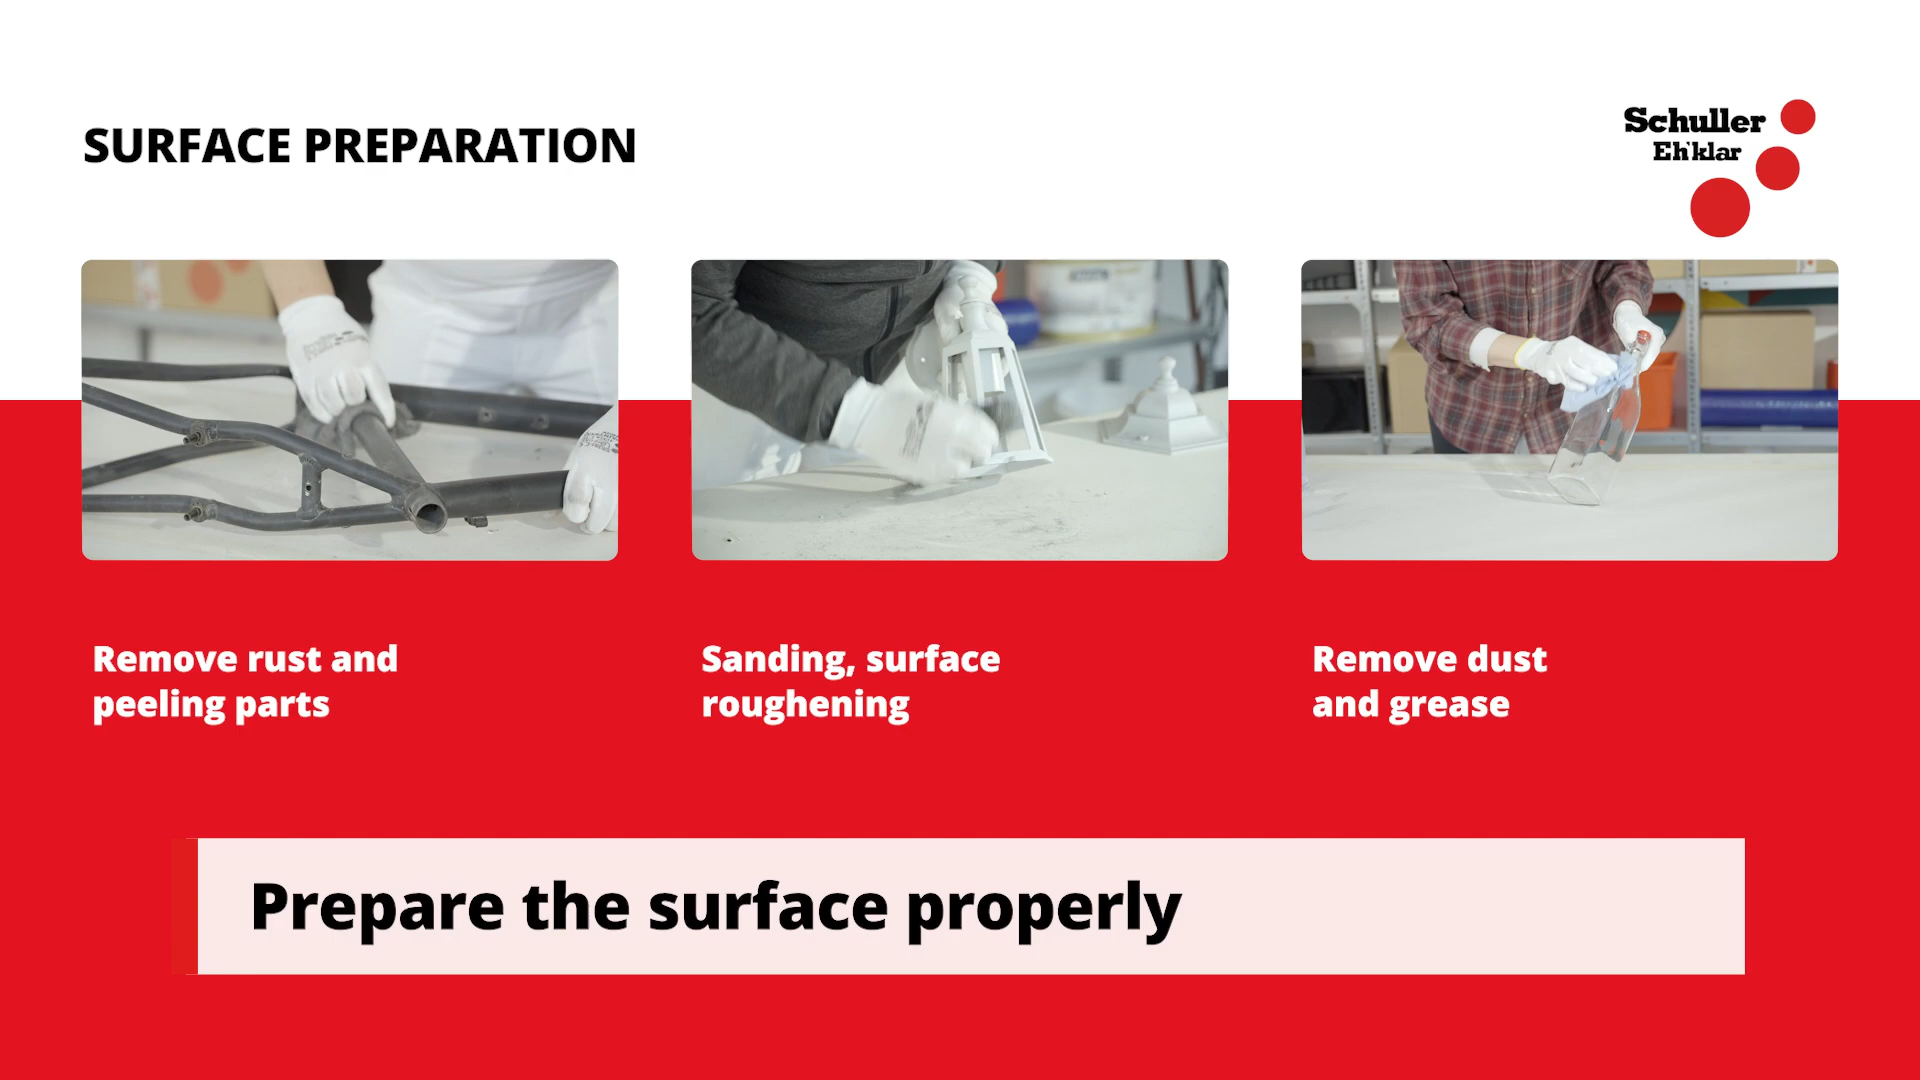 SURFACE PREPARATION
Schuller
Eh'klar
Remove rust and
peeling parts
Sanding, surface
roughening
Remove dust
and grease
Prepare the surface properly